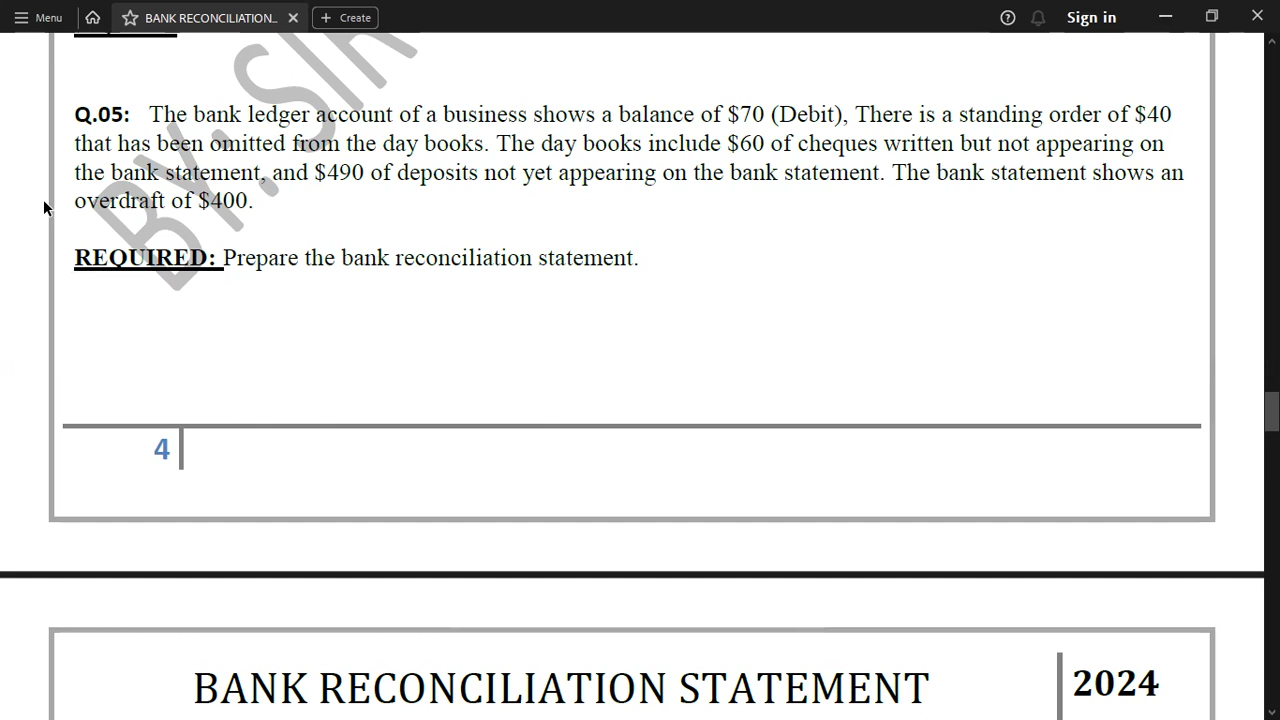 Menu BANK RECONCILIATION... Create Sign in
BY: SIR
Q.05: The bank ledger account of a business shows a balance of $70 (Debit), There is a standing order of $40
that has been omitted from the day books. The day books include $60 of cheques written but not appearing on
the bank statement, and $490 of deposits not yet appearing on the bank statement. The bank statement shows an
overdraft of $400.
REQUIRED: Prepare the bank reconciliation statement.
4
BANK RECONCILIATION STATEMENT 2024